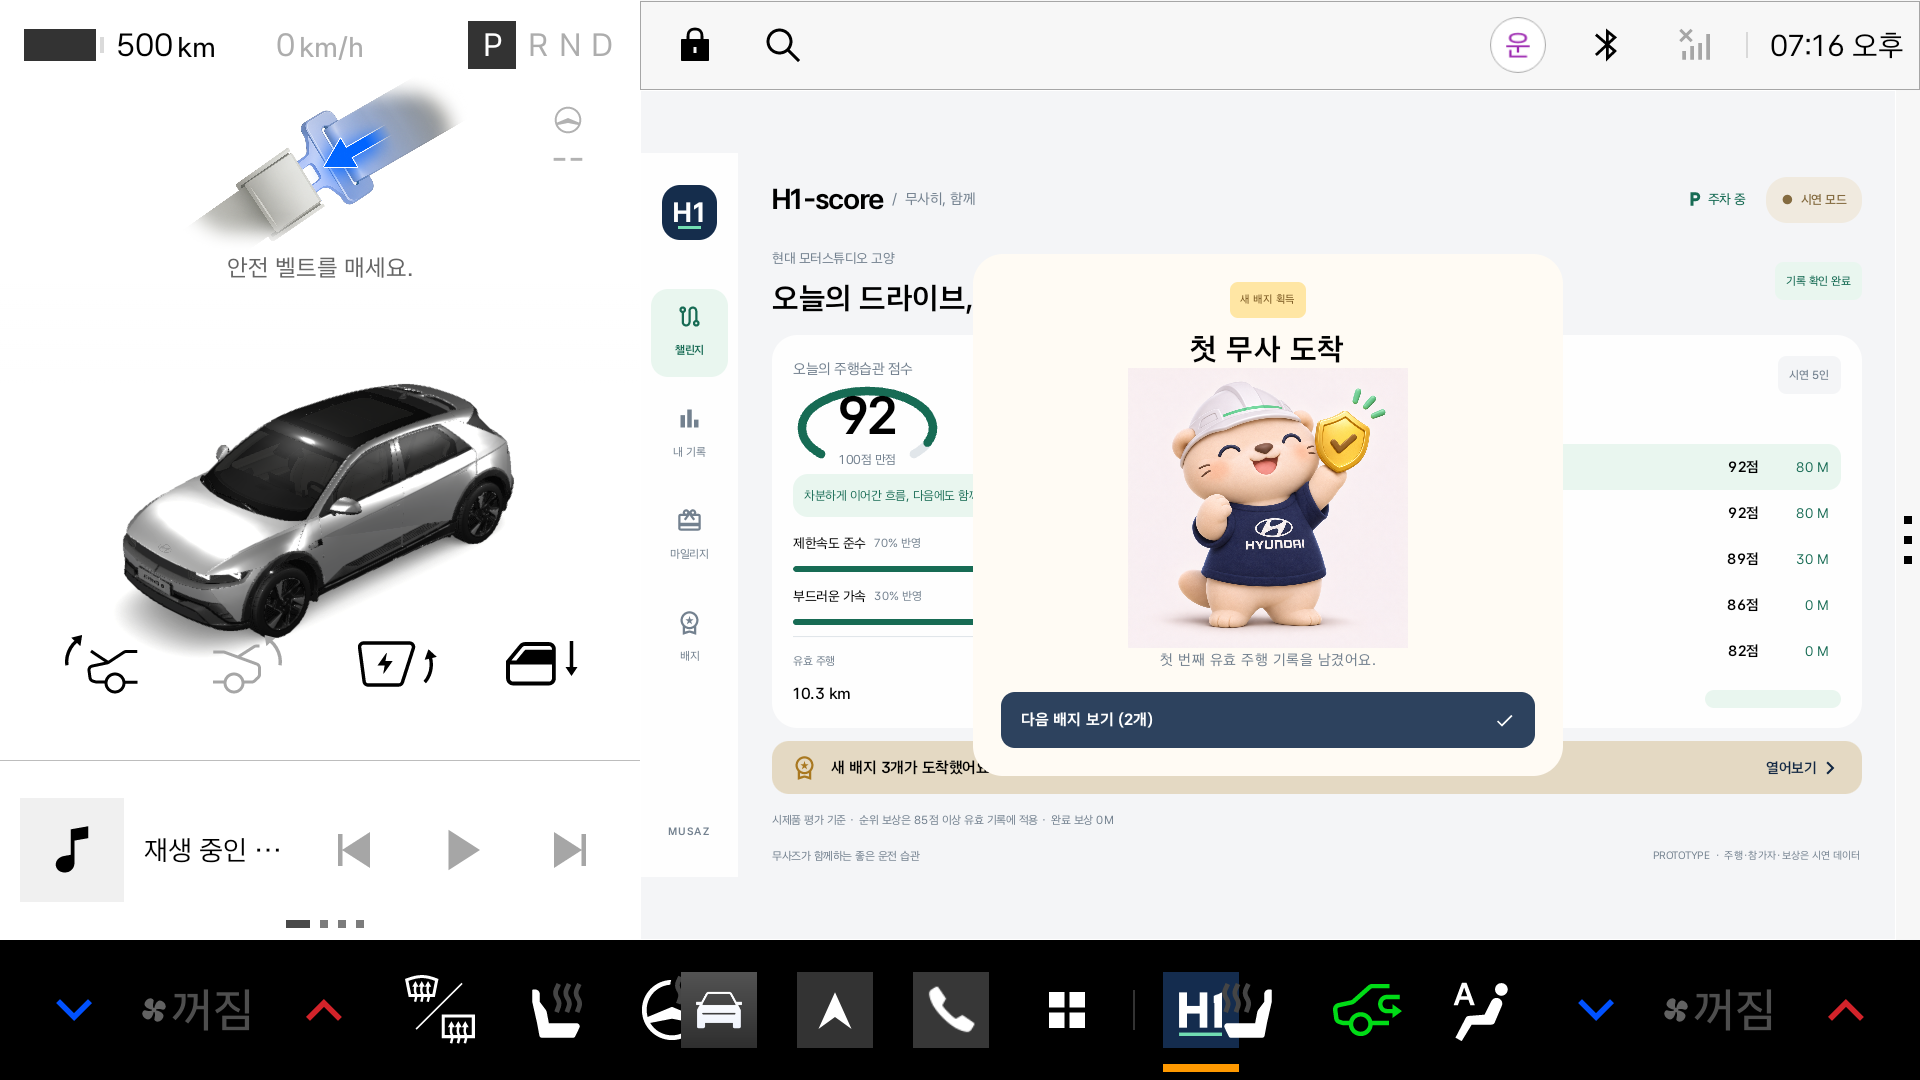 500 km
0 km/h
P R N D
운
07:16 오후
안전 벨트를 매세요.
재생 중인 ···
H1
챌린지
내 기록
마일리지
배지
MUSAZ
H1-score / 무사히, 함께
P 주차 중
시연 모드
현대 모터스튜디오 고양
오늘의 드라이브,
기록 확인 완료
오늘의 주행습관 점수
92
100점 만점
차분하게 이어간 흐름, 다음에도
제한속도 준수 70% 반영
부드러운 가속 30% 반영
유효 주행
10.3 km
새 배지 획득
첫 무사 도착
HYUNDAI
첫 번째 유효 주행 기록을 남겼어요.
다음 배지 보기 (2개)
시연 5인
92점 80 M
92점 80 M
89점 30 M
86점 0 M
82점 0 M
새 배지 3개가 도착했어요
열어보기
시제품 평가 기준 · 순위 보상은 85점 이상 유효 기록에 적용 · 완료 보상 0M
무사즈가 함께하는 좋은 운전 습관
PROTOTYPE · 주행·참가자·보상은 시연 데이터
꺼짐
H1
A
꺼짐